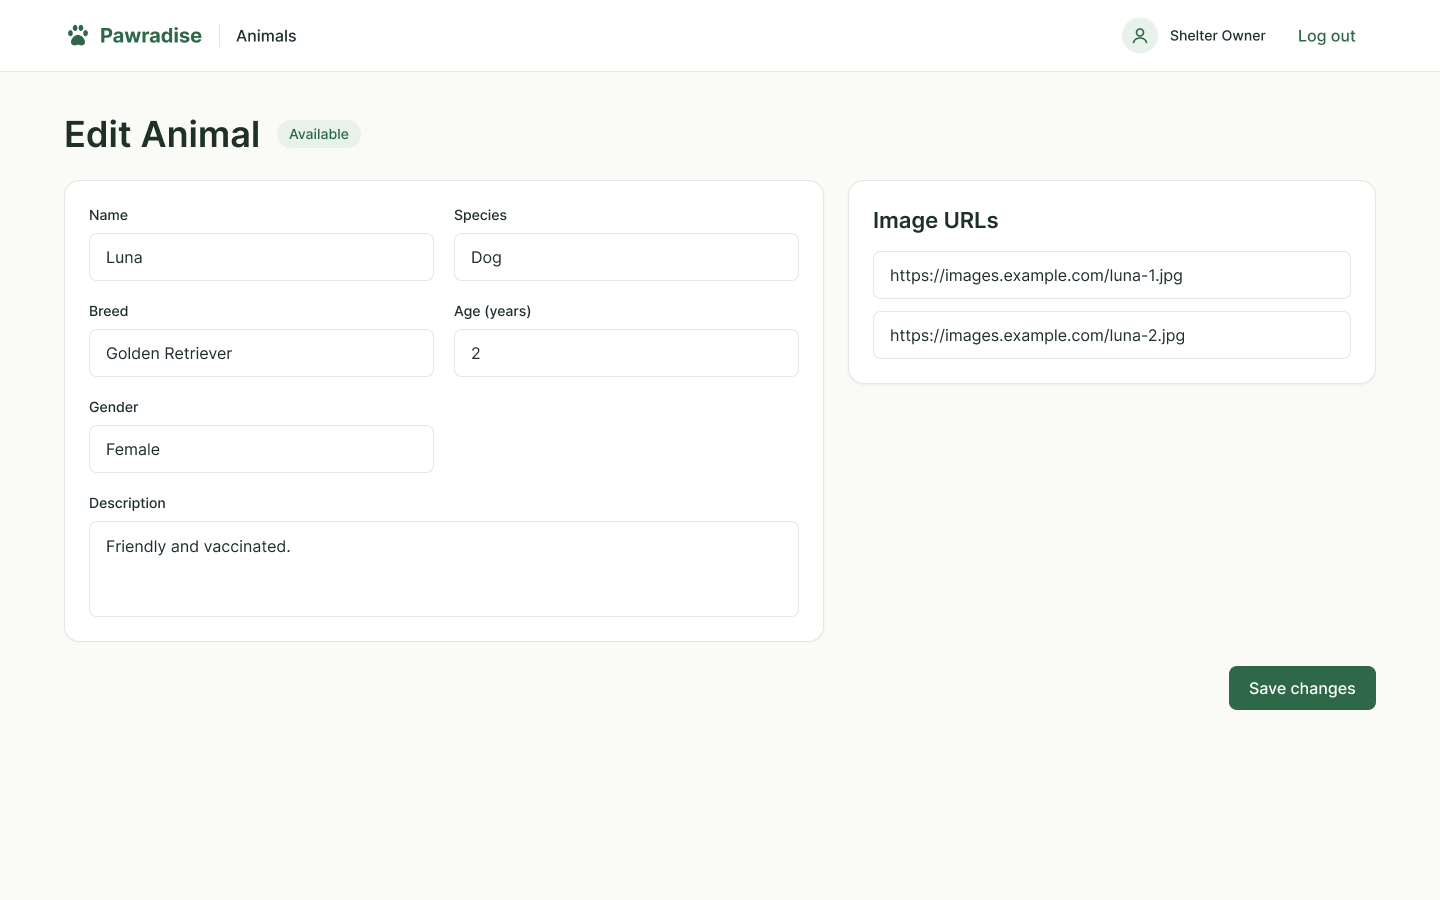 Pawradise
Animals
Shelter Owner
Log out
Edit Animal
Available
Name
Luna
Species
Dog
Breed
Golden Retriever
Age (years)
2
Gender
Female
Description
Friendly and vaccinated.
Image URLs
https://images.example.com/luna-1.jpg
https://images.example.com/luna-2.jpg
Save changes